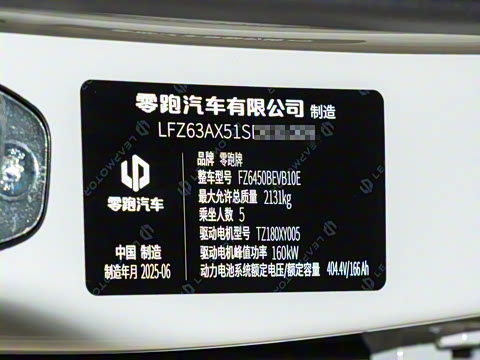 零跑汽车有限公司 制造
LFZ63AX51S
品牌 零跑牌
整车型号 FZ6450BEVB10E
最大允许总质量 2131kg
乘坐人数 5
驱动电机型号 TZ180XY005
驱动电机峰值功率 160kW
动力电池系统额定电压/额定容量 404.4V/166Ah
零跑汽车
中国 制造
制造年月 2025-06